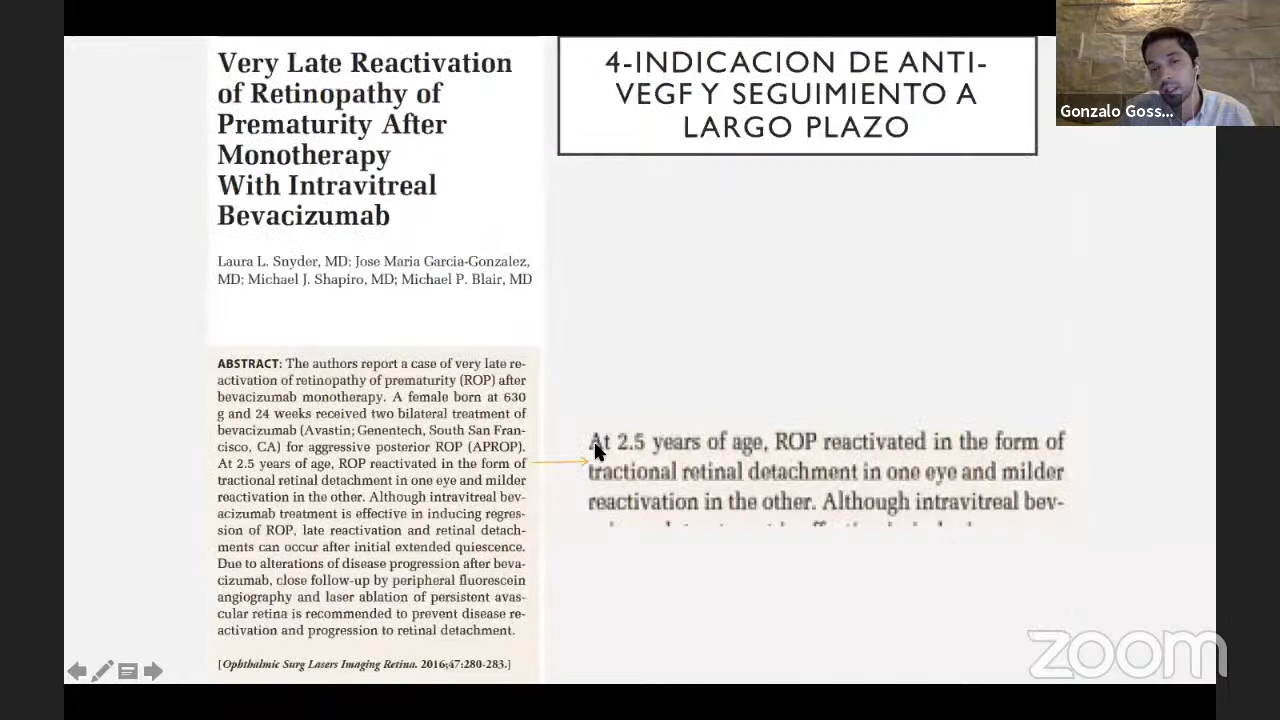 Very Late Reactivation
of Retinopathy of
Prematurity After
Monotherapy
With Intravitreal
Bevacizumab
Laura L. Snyder, MD; Jose Maria Garcia-Gonzalez,
MD; Michael J. Shapiro, MD; Michael P. Blair, MD
ABSTRACT: The authors report a case of very late re-
activation of retinopathy of prematurity (ROP) after
bevacizumab monotherapy. A female born at 630
g and 24 weeks received two bilateral treatment of
bevacizumab (Avastin; Genentech, South San Fran-
cisco, CA) for aggressive posterior ROP (APROP).
At 2.5 years of age, ROP reactivated in the form of
tractional retinal detachment in one eye and milder
reactivation in the other. Although intravitreal bev-
acizumab treatment is effective in inducing regres-
sion of ROP, late reactivation and retinal detach-
ments can occur after initial extended quiescence.
Due to alterations of disease progression after beva-
cizumab, close follow-up by peripheral fluorescein
angiography and laser ablation of persistent avas-
cular retina is recommended to prevent disease re-
activation and progression to retinal detachment.
[Ophthalmic Surg Lasers Imaging Retina. 2016;47:280-283.]
4-INDICACION DE ANTI-
VEGF Y SEGUIMIENTO A
LARGO PLAZO
At 2.5 years of age, ROP reactivated in the form of
tractional retinal detachment in one eye and milder
reactivation in the other. Although intravitreal bev-
Gonzalo Goss...
zoom